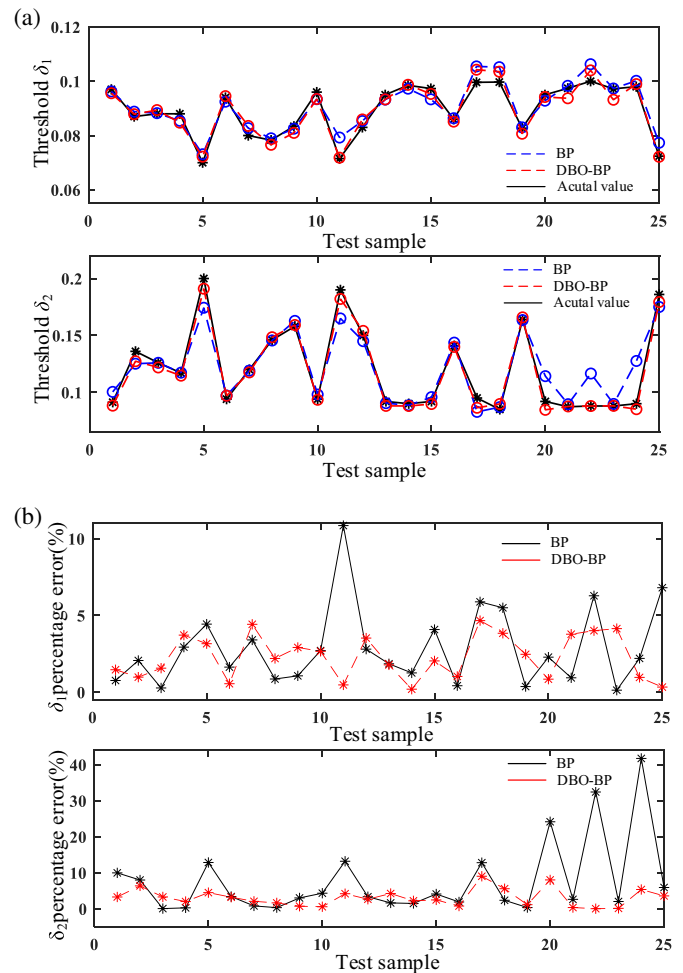 (a)
0.12
0.1
0.08
0.06
Threshold δ1
BP
DBO-BP
Acutal value
0 5 10 15 20 25
Test sample
0.2
0.15
0.1
Threshold δ2
BP
DBO-BP
Acutal value
0 5 10 15 20 25
Test sample
(b)
10
5
0
δ1percentage error(%)
BP
DBO-BP
0 5 10 15 20 25
Test sample
40
30
20
10
0
δ2percentage error(%)
BP
DBO-BP
0 5 10 15 20 25
Test sample